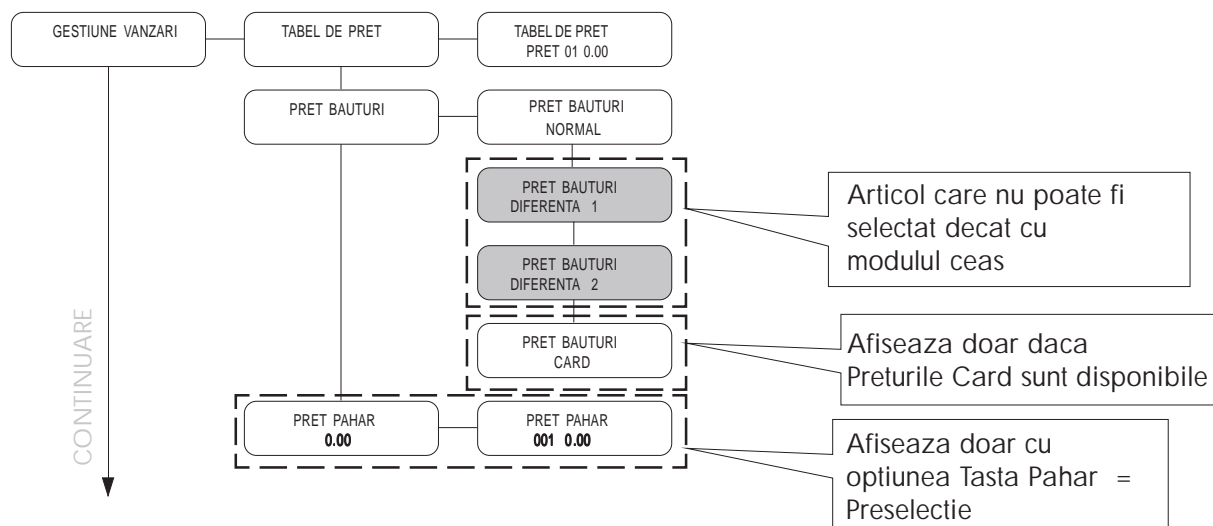 GESTIUNE VANZARI
TABEL DE PRET
TABEL DE PRET
PRET 01 0.00
PRET BAUTURI
PRET BAUTURI
NORMAL
PRET BAUTURI
DIFERENTA 1
PRET BAUTURI
DIFERENTA 2
Articol care nu poate fi
selectat decat cu
modulul ceas
PRET BAUTURI
CARD
Afiseaza doar daca
Preturile Card sunt disponibile
PRET PAHAR
0.00
PRET PAHAR
001 0.00
Afiseaza doar cu
optiunea Tasta Pahar =
Preselectie
CONTINUARE